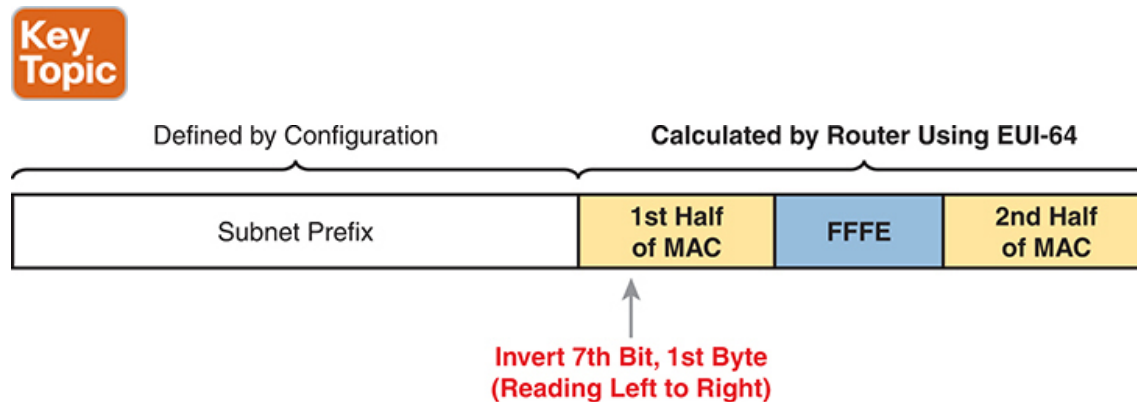 Key
Topic
Defined by Configuration
Calculated by Router Using EUI-64
Subnet Prefix
1st Half
of MAC
FFFE
2nd Half
of MAC
Invert 7th Bit, 1st Byte
(Reading Left to Right)